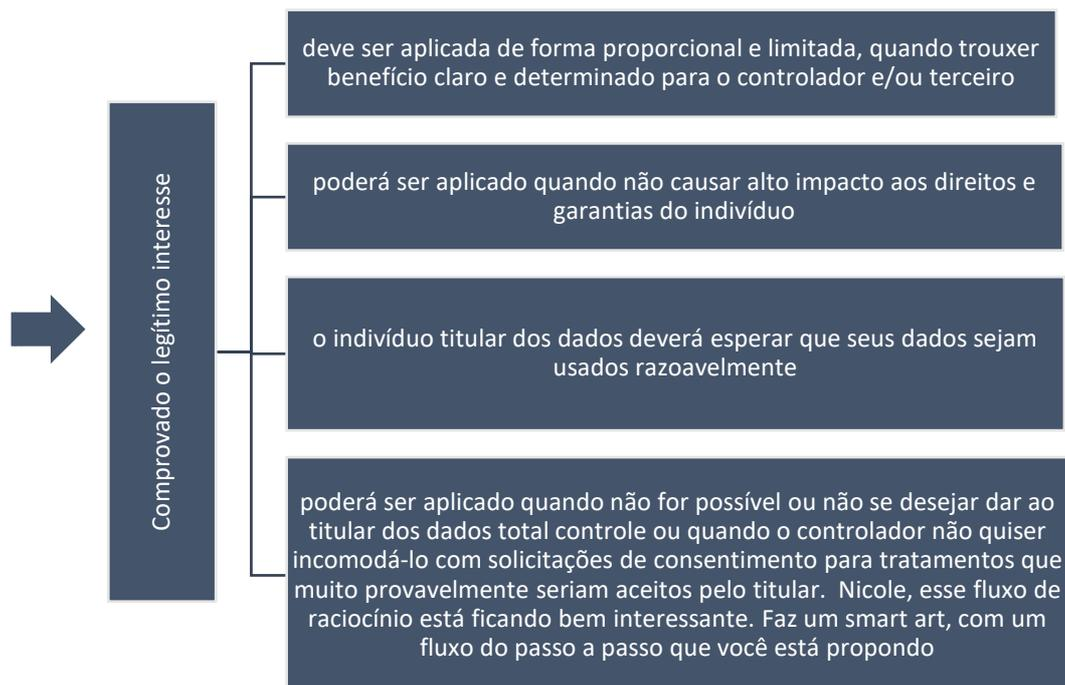 Comprovado o legítimo interesse
deve ser aplicada de forma proporcional e limitada, quando trouxer
benefício claro e determinado para o controlador e/ou terceiro
poderá ser aplicado quando não causar alto impacto aos direitos e
garantias do indivíduo
o indivíduo titular dos dados deverá esperar que seus dados sejam
usados razoavelmente
poderá ser aplicado quando não for possível ou não se desejar dar ao
titular dos dados total controle ou quando o controlador não quiser
incomodá-lo com solicitações de consentimento para tratamentos que
muito provavelmente seriam aceitos pelo titular.  Nicole, esse fluxo de
raciocínio está ficando bem interessante. Faz um smart art, com um
fluxo do passo a passo que você está propondo